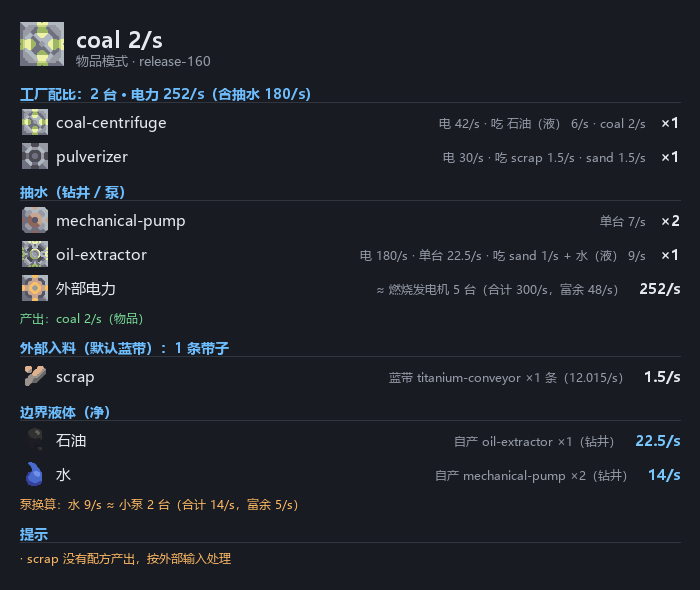 coal 2/s
物品模式 · release-160
工厂配比：2 台 • 电力 252/s（含抽水 180/s）
coal-centrifuge 电 42/s · 吃 石油（液） 6/s · coal 2/s ×1
pulverizer 电 30/s · 吃 scrap 1.5/s · sand 1.5/s ×1
抽水（钻井 / 泵）
mechanical-pump 单台 7/s ×2
oil-extractor 电 180/s · 单台 22.5/s · 吃 sand 1/s + 水（液） 9/s ×1
外部电力 ≈ 燃烧发电机 5 台（合计 300/s，富余 48/s） 252/s
产出：coal 2/s（物品）
外部入料（默认蓝带）：1 条带子
scrap 蓝带 titanium-conveyor ×1 条（12.015/s） 1.5/s
边界液体（净）
石油 自产 oil-extractor ×1（钻井） 22.5/s
水 自产 mechanical-pump ×2（钻井） 14/s
泵换算：水 9/s ≈ 小泵 2 台（合计 14/s，富余 5/s）
提示
· scrap 没有配方产出，按外部输入处理